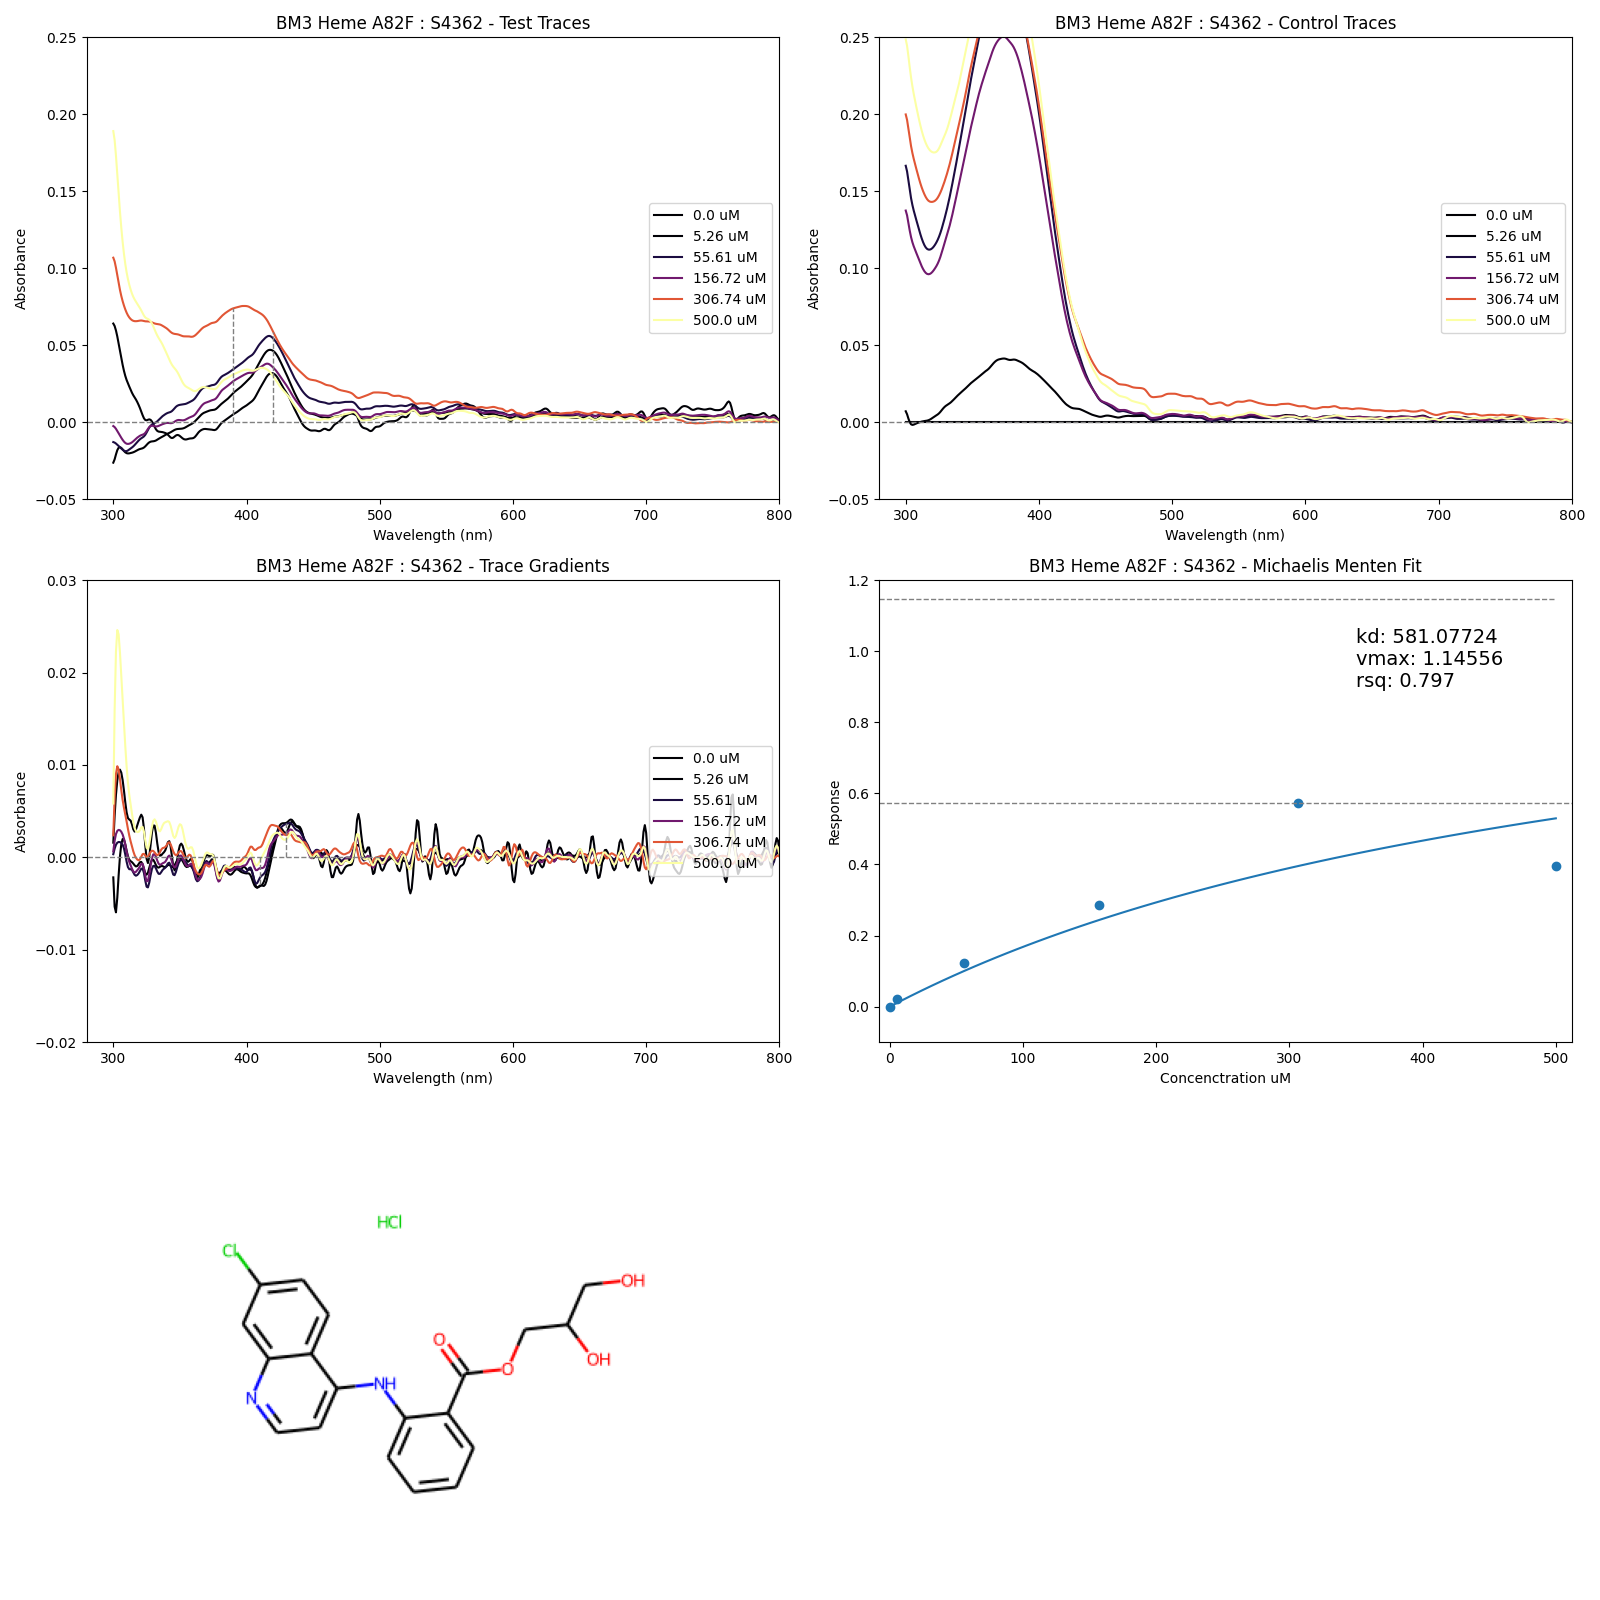 BM3 Heme A82F : S4362 - Test Traces
0.25
0.20
0.15
0.10
0.05
0.00
−0.05
Absorbance
300
400
500
600
700
800
Wavelength (nm)
0.0 uM
5.26 uM
55.61 uM
156.72 uM
306.74 uM
500.0 uM
BM3 Heme A82F : S4362 - Control Traces
0.25
0.20
0.15
0.10
0.05
0.00
−0.05
Absorbance
300
400
500
600
700
800
Wavelength (nm)
0.0 uM
5.26 uM
55.61 uM
156.72 uM
306.74 uM
500.0 uM
BM3 Heme A82F : S4362 - Trace Gradients
0.03
0.02
0.01
0.00
−0.01
−0.02
Absorbance
300
400
500
600
700
800
Wavelength (nm)
0.0 uM
5.26 uM
55.61 uM
156.72 uM
306.74 uM
500.0 uM
BM3 Heme A82F : S4362 - Michaelis Menten Fit
1.2
1.0
0.8
0.6
0.4
0.2
0.0
Response
0
100
200
300
400
500
Concenctration uM
kd: 581.07724
vmax: 1.14556
rsq: 0.797
HCl
Cl
OH
O
OH
O
NH
N